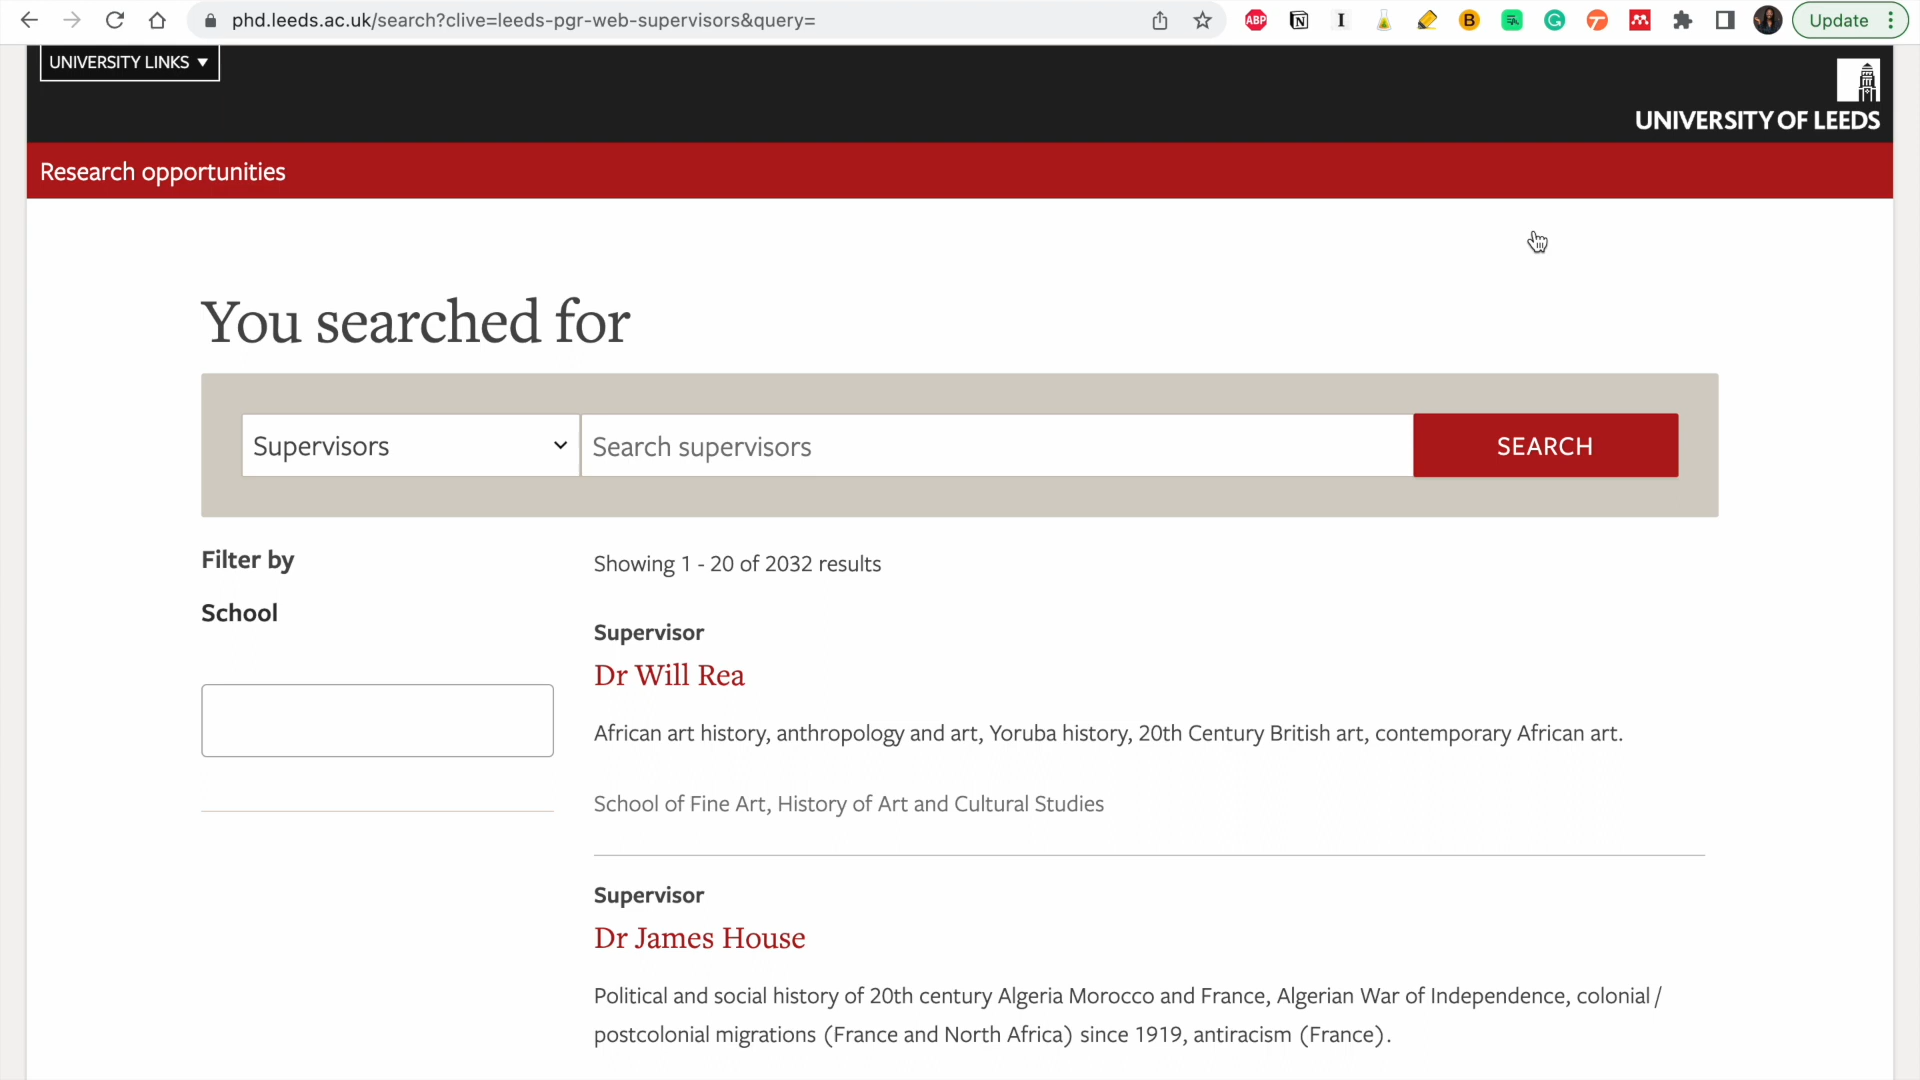 phd.leeds.ac.uk/search?clive=leeds-pgr-web-supervisors&query=
ABP
Update
UNIVERSITY LINKS ▼
UNIVERSITY OF LEEDS
Research opportunities
You searched for
Supervisors
Search supervisors
SEARCH
Filter by
School
Showing 1 - 20 of 2032 results
Supervisor
Dr Will Rea
African art history, anthropology and art, Yoruba history, 20th Century British art, contemporary African art.
School of Fine Art, History of Art and Cultural Studies
Supervisor
Dr James House
Political and social history of 20th century Algeria Morocco and France, Algerian War of Independence, colonial /
postcolonial migrations (France and North Africa) since 1919, antiracism (France).